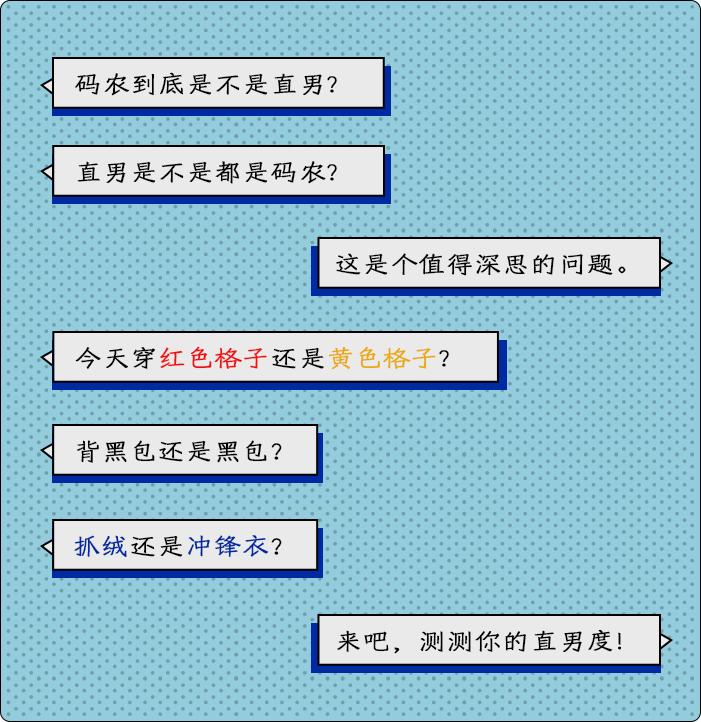 码农到底是不是直男？
直男是不是都是码农？
这是个值得深思的问题。
今天穿红色格子还是黄色格子？
背黑包还是黑包？
抓绒还是冲锋衣？
来吧，测测你的直男度！